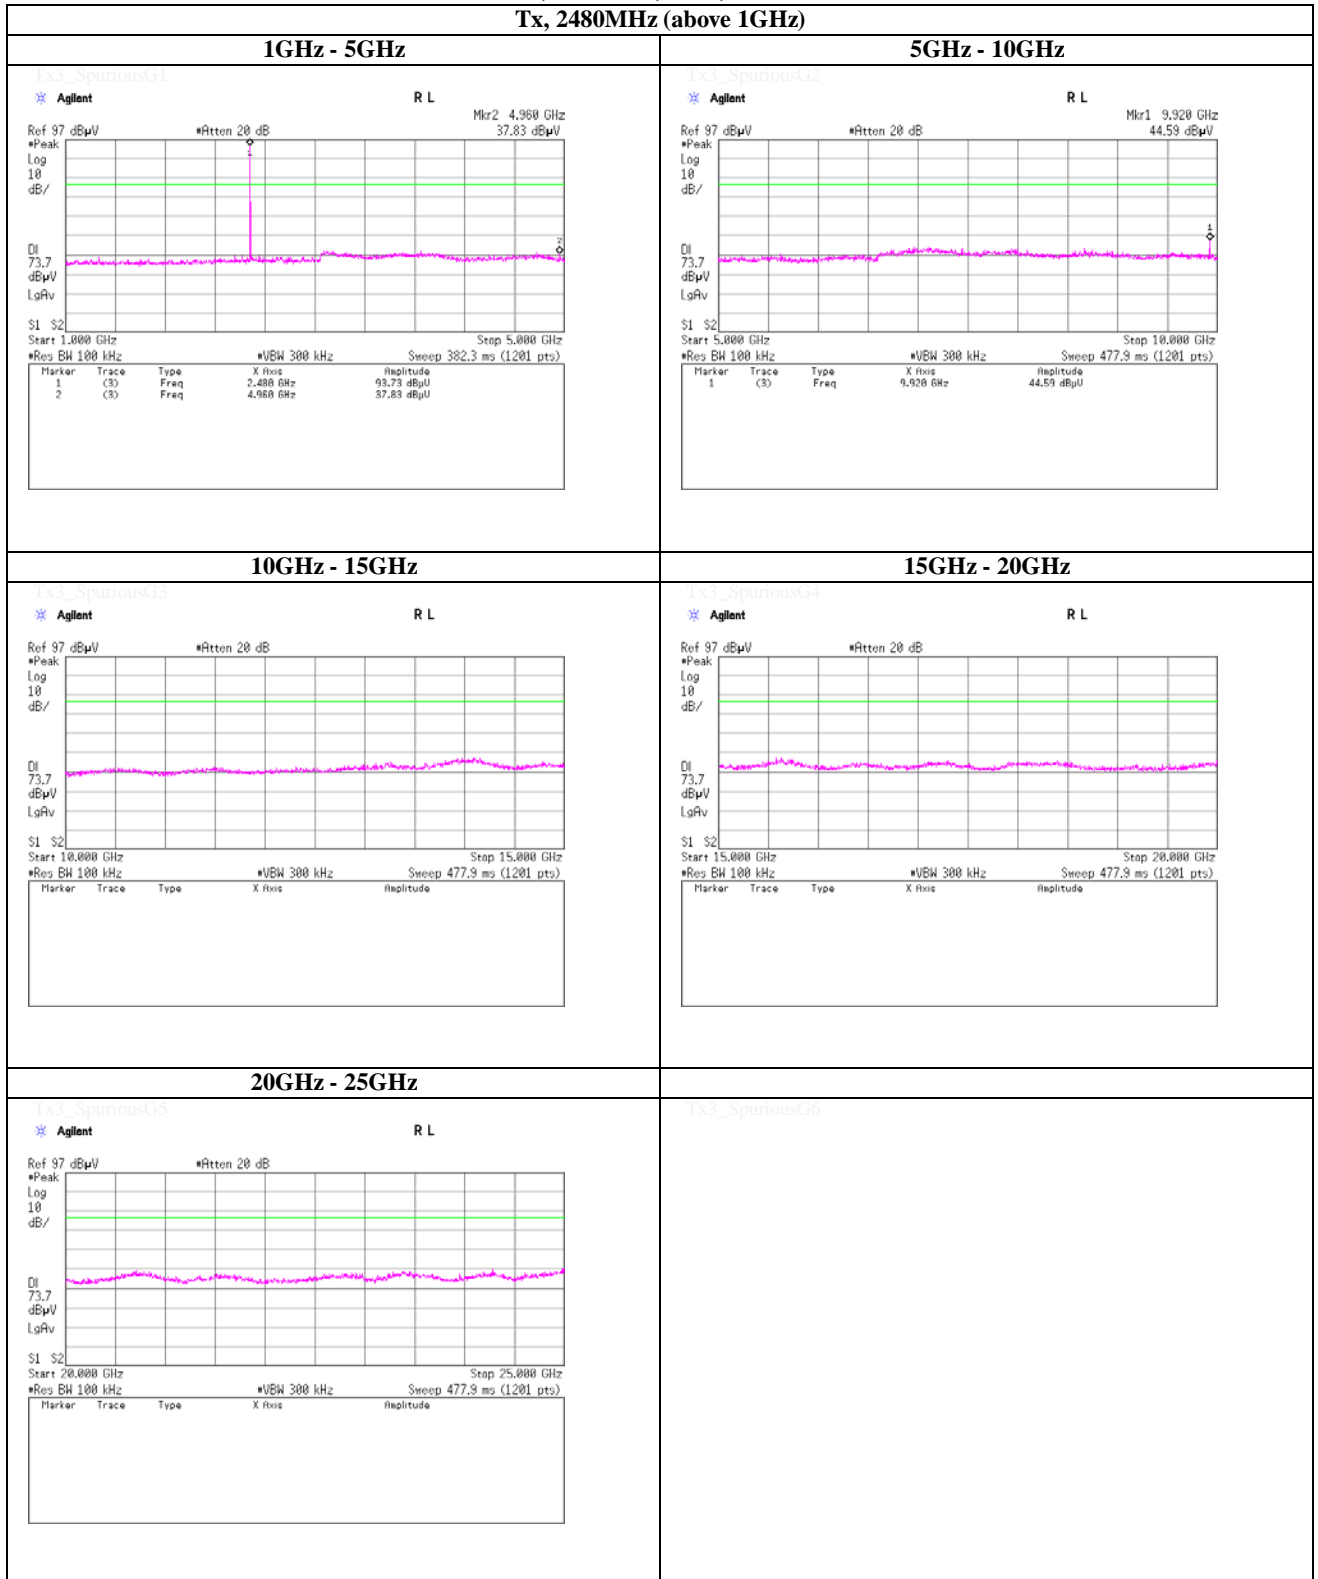 Tx, 2480MHz (above 1GHz)
1GHz - 5GHz
5GHz - 10GHz
Tx3_SpuriousG1
Agilent R L
Mkr2 4.960 GHz
Ref 97 dBµV #Atten 20 dB 37.83 dBµV
#Peak
Log
10
dB/
1
2
DI
73.7
dBµV
LgAv
S1 S2
Start 1.000 GHz Stop 5.000 GHz
#Res BW 100 kHz #VBW 300 kHz Sweep 382.3 ms (1201 pts)
Marker Trace Type X Axis Amplitude
1 (3) Freq 2.480 GHz 93.73 dBµV
2 (3) Freq 4.960 GHz 37.83 dBµV
Tx3_SpuriousG2
Agilent R L
Mkr1 9.920 GHz
Ref 97 dBµV #Atten 20 dB 44.59 dBµV
#Peak
Log
10
dB/
1
DI
73.7
dBµV
LgAv
S1 S2
Start 5.000 GHz Stop 10.000 GHz
#Res BW 100 kHz #VBW 300 kHz Sweep 477.9 ms (1201 pts)
Marker Trace Type X Axis Amplitude
1 (3) Freq 9.920 GHz 44.59 dBµV
10GHz - 15GHz
15GHz - 20GHz
Tx3_SpuriousG3
Agilent R L
Ref 97 dBµV #Atten 20 dB
#Peak
Log
10
dB/
DI
73.7
dBµV
LgAv
S1 S2
Start 10.000 GHz Stop 15.000 GHz
#Res BW 100 kHz #VBW 300 kHz Sweep 477.9 ms (1201 pts)
Marker Trace Type X Axis Amplitude
Tx3_SpuriousG4
Agilent R L
Ref 97 dBµV #Atten 20 dB
#Peak
Log
10
dB/
DI
73.7
dBµV
LgAv
S1 S2
Start 15.000 GHz Stop 20.000 GHz
#Res BW 100 kHz #VBW 300 kHz Sweep 477.9 ms (1201 pts)
Marker Trace Type X Axis Amplitude
20GHz - 25GHz
Tx3_SpuriousG5
Agilent R L
Ref 97 dBµV #Atten 20 dB
#Peak
Log
10
dB/
DI
73.7
dBµV
LgAv
S1 S2
Start 20.000 GHz Stop 25.000 GHz
#Res BW 100 kHz #VBW 300 kHz Sweep 477.9 ms (1201 pts)
Marker Trace Type X Axis Amplitude
Tx3_SpuriousG6